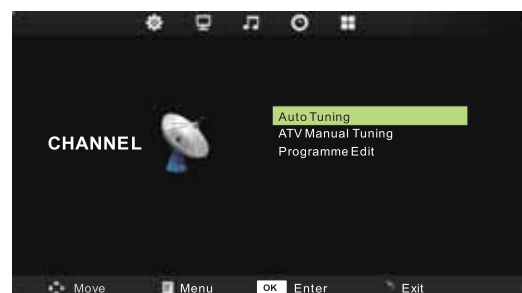 Auto Tuning
ATV Manual Tuning
CHANNEL
Programme Edit
Move Menu OK Enter Exit